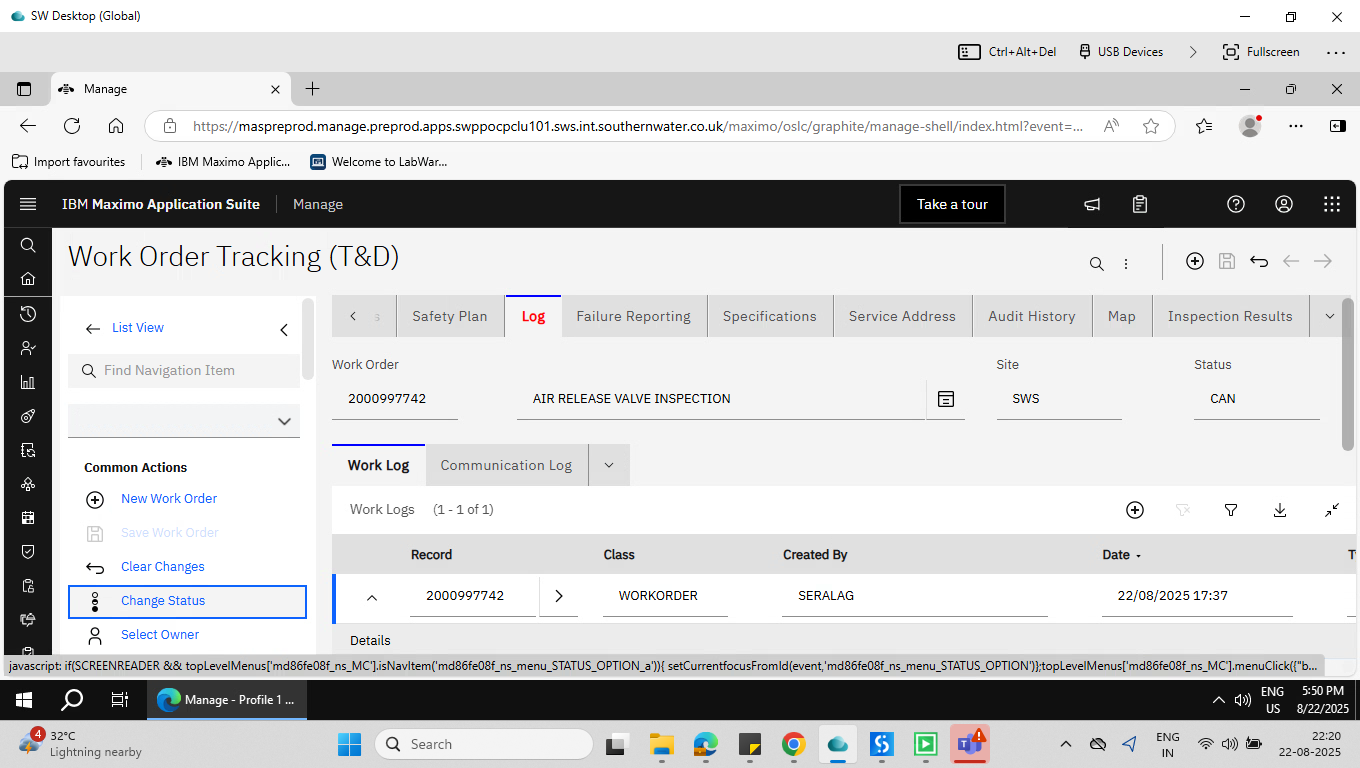 SW Desktop (Global)
Ctrl+Alt+Del
USB Devices
Fullscreen
Manage
https://maspreprod.manage.preprod.apps.swppocpclu101.sws.int.southernwater.co.uk/maximo/oslc/graphite/manage-shell/index.html?event=...
Import favourites
IBM Maximo Applic...
Welcome to LabWar...
IBM Maximo Application Suite
Manage
Take a tour
Work Order Tracking (T&D)
List View
Find Navigation Item
Common Actions
New Work Order
Save Work Order
Clear Changes
Change Status
Select Owner
s
Safety Plan
Log
Failure Reporting
Specifications
Service Address
Audit History
Map
Inspection Results
Work Order
Site
Status
2000997742
AIR RELEASE VALVE INSPECTION
SWS
CAN
Work Log
Communication Log
Work Logs (1 - 1 of 1)
Record
Class
Created By
Date
2000997742
WORKORDER
SERALAG
22/08/2025 17:37
Details
javascript: if(SCREENREADER && topLevelMenus['md86fe08f_ns_MC'].isNavItem('md86fe08f_ns_menu_STATUS_OPTION_a')){ setCurrentfocusFromId(event,'md86fe08f_ns_menu_STATUS_OPTION')};topLevelMenus['md86fe08f_ns_MC'].menuClick({"b...
Manage - Profile 1 ...
ENG
US
5:50 PM
8/22/2025
4
32°C
Lightning nearby
Search
ENG
IN
22:20
22-08-2025